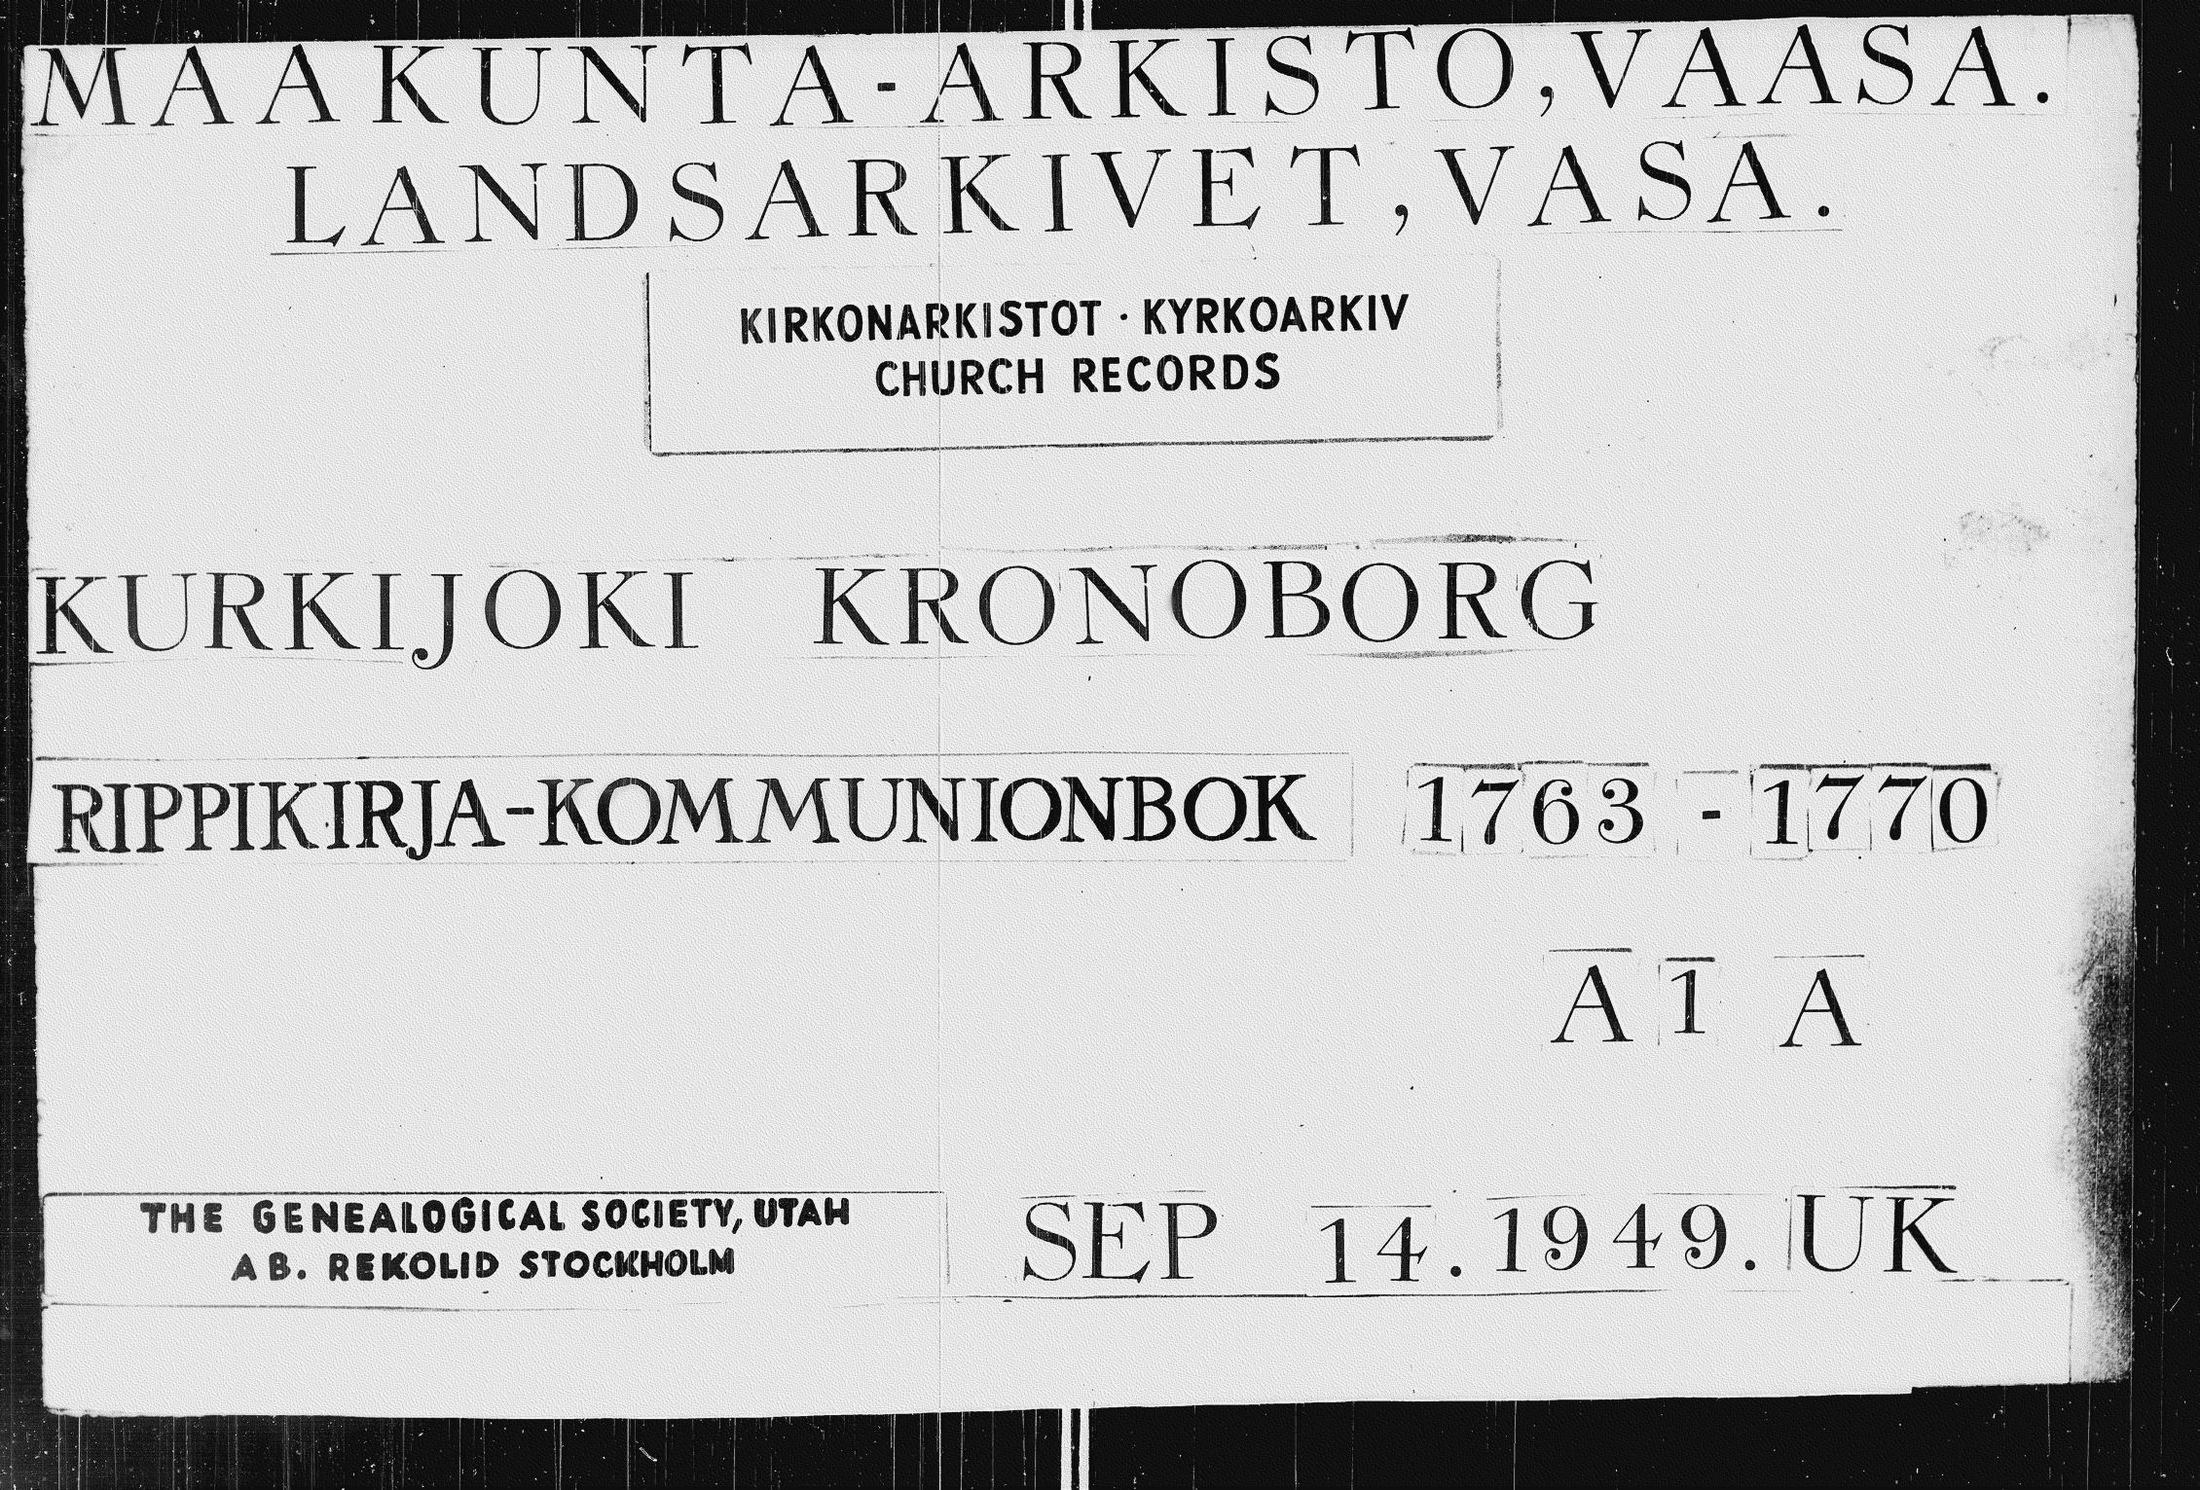 MAAKUNTA-ARKISTO, VAASA.
LANDSARKIVET, VASA.
KIRKONARKISTOT · KYRKOARKIV
CHURCH RECORDS
KURKIJOKI KRONOBORG
RIPPIKIRJA-KOMMUNIONBOK 1763 - 1770
A 1 A
THE GENEALOGICAL SOCIETY, UTAH
AB. REKOLID STOCKHOLM
SEP 14. 1949. UK